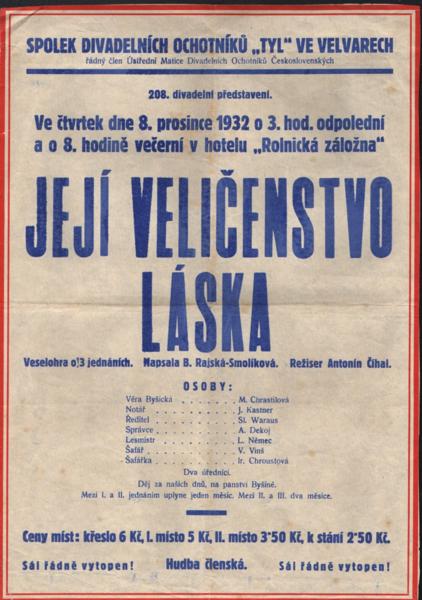 SPOLEK DIVADELNÍCH OCHOTNÍKŮ „TYL" VE VELVARECH
řádný člen Ústřední Matice Divadelních Ochotníků Československých
208. divadelní představení.
Ve čtvrtek dne 8. prosince 1932 o 3. hod. odpolední
a o 8. hodině večerní v hotelu „Rolnická záložna"
JEJÍ VELIČENSTVO
LÁSKA
Veselohra o 3 jednáních. Napsala B. Rajská-Smolíková. Režiser Antonín Číhal.
OSOBY:
Věra Byšická . . . . . . . M. Chrastilová
Notář . . . . . . . . . J. Kastner
Ředitel . . . . . . . . . St. Waraus
Správce . . . . . . . . . A. Dekoj
Lesmistr . . . . . . . . . L. Němec
Šafář . . . . . . . . . V. Vinš
Šafářka . . . . . . . . . Ir. Chroustová
Dva úředníci.
Děj za našich dnů, na panství Byšině.
Mezi I. a II. jednáním uplyne jeden měsíc. Mezi II. a III. dva měsíce.
Ceny míst: křeslo 6 Kč, I. místo 5 Kč, II. místo 3·50 Kč, k stání 2·50 Kč.
Sál řádně vytopen! Hudba členská. Sál řádně vytopen!